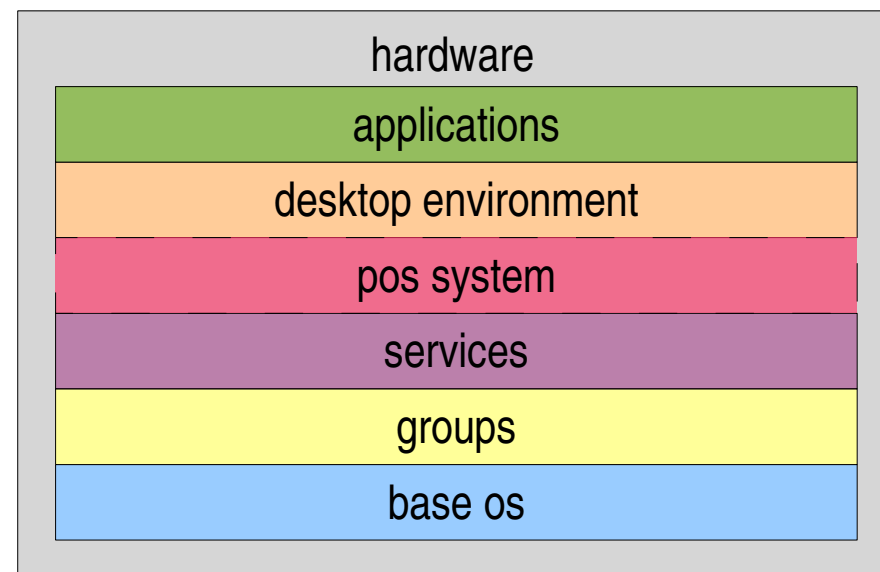 hardware
applications
desktop environment
pos system
services
groups
base os